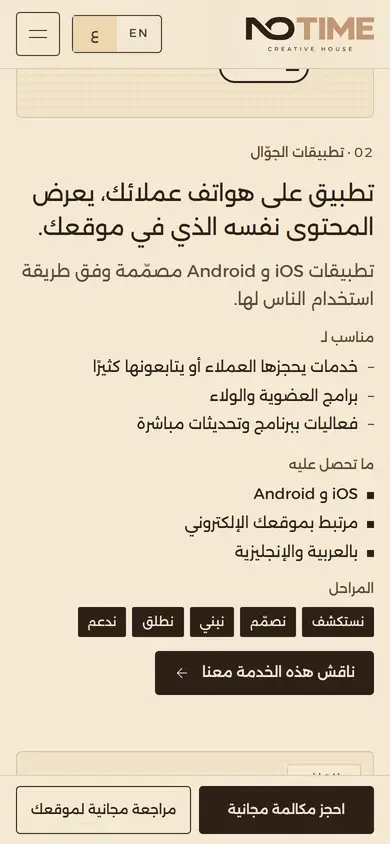 NOTIME
CREATIVE HOUSE
EN
ع
02 · تطبيقات الجوّال
تطبيق على هواتف عملائك، يعرض
المحتوى نفسه الذي في موقعك.
تطبيقات iOS و Android مصمّمة وفق طريقة
استخدام الناس لها.
مناسب لـ
– خدمات يحجزها العملاء أو يتابعونها كثيرًا
– برامج العضوية والولاء
– فعاليات ببرنامج وتحديثات مباشرة
ما تحصل عليه
▪ iOS و Android
▪ مرتبط بموقعك الإلكتروني
▪ بالعربية والإنجليزية
المراحل
نستكشف نصمّم نبني نطلق ندعم
ناقش هذه الخدمة معنا ←
احجز مكالمة مجانية
مراجعة مجانية لموقعك